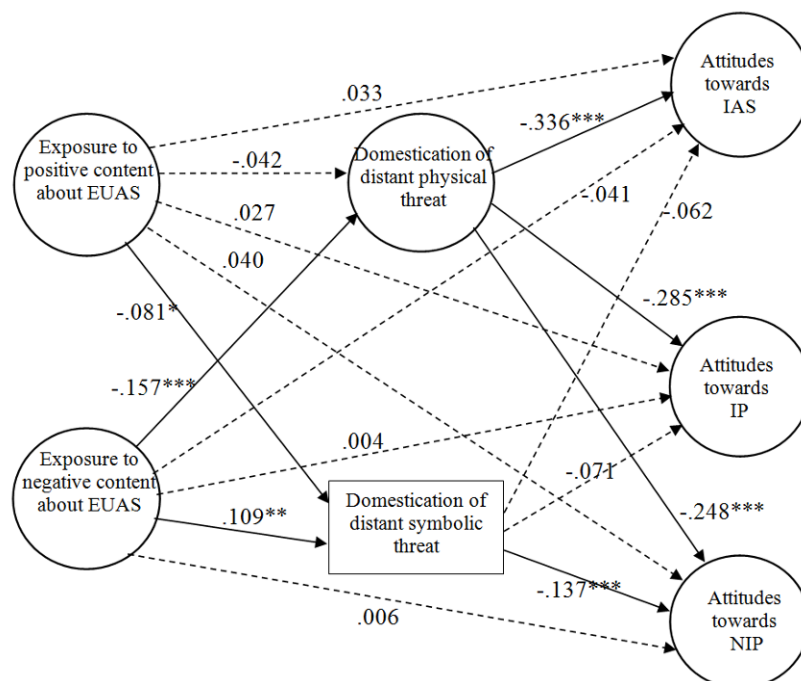 Attitudes
towards
IAS
.033
-.336***
Exposure to
positive content
about EUAS
-.042
Domestication of
distant physical
threat
-.041
-.062
.027
.040
-.285***
-.081*
-.157***
Attitudes
towards
IP
.004
Exposure to
negative content
about EUAS
-.071
Domestication of
distant symbolic
threat
.109**
-.248***
-.137***
.006
Attitudes
towards
NIP